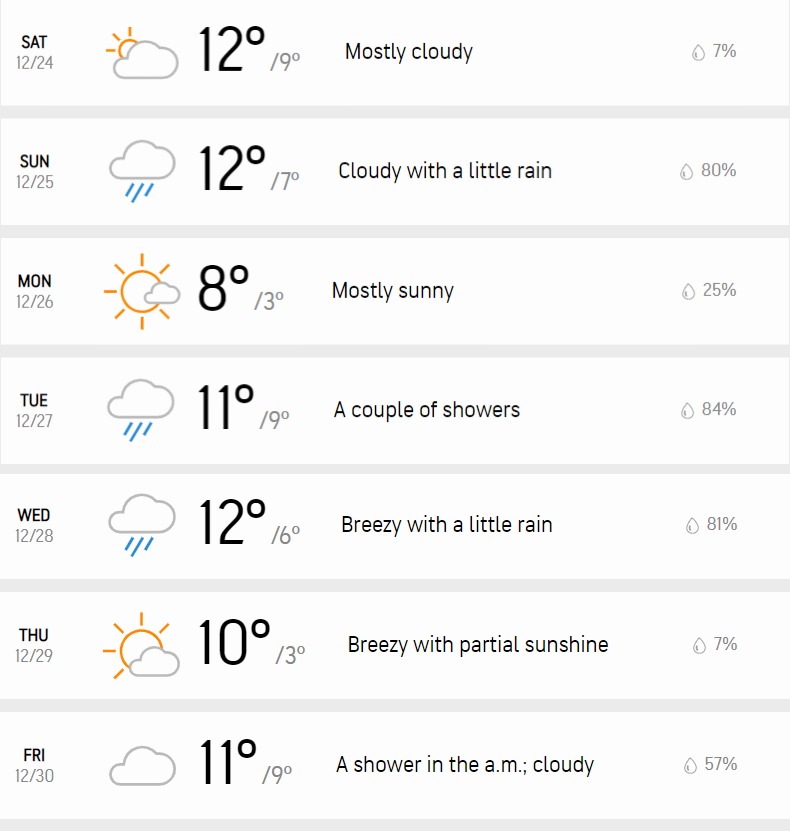 SAT
12/24
12° /9°
Mostly cloudy
7%
SUN
12/25
12° /7°
Cloudy with a little rain
80%
MON
12/26
8° /3°
Mostly sunny
25%
TUE
12/27
11° /9°
A couple of showers
84%
WED
12/28
12° /6°
Breezy with a little rain
81%
THU
12/29
10° /3°
Breezy with partial sunshine
7%
FRI
12/30
11° /9°
A shower in the a.m.; cloudy
57%